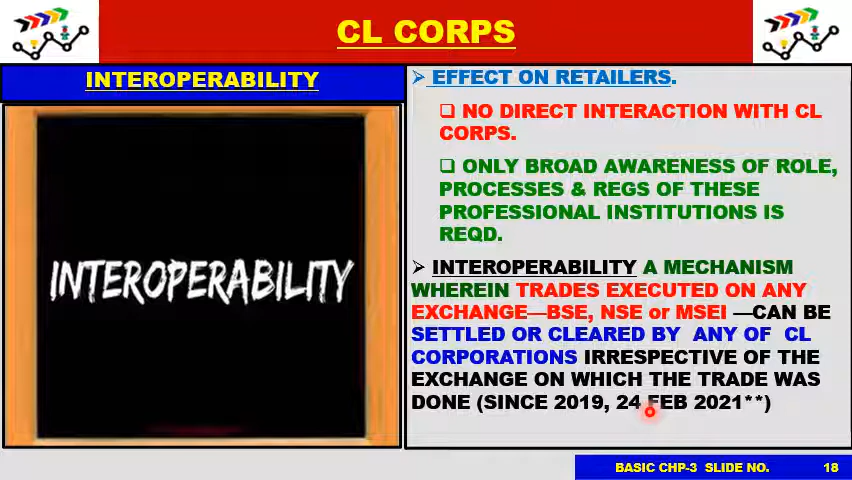 CL CORPS
INTEROPERABILITY
INTEROPERABILITY
➢ EFFECT ON RETAILERS.
❑ NO DIRECT INTERACTION WITH CL
CORPS.
❑ ONLY BROAD AWARENESS OF ROLE,
PROCESSES & REGS OF THESE
PROFESSIONAL INSTITUTIONS IS
REQD.
➢ INTEROPERABILITY A MECHANISM
WHEREIN TRADES EXECUTED ON ANY
EXCHANGE—BSE, NSE or MSEI —CAN BE
SETTLED OR CLEARED BY ANY OF CL
CORPORATIONS IRRESPECTIVE OF THE
EXCHANGE ON WHICH THE TRADE WAS
DONE (SINCE 2019, 24 FEB 2021**)
BASIC CHP-3 SLIDE NO. 18